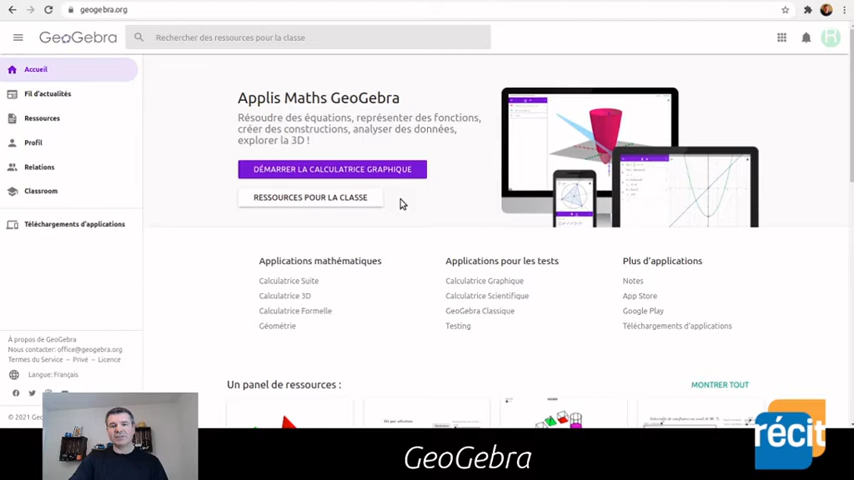 geogebra.org
GeoGebra
Rechercher des ressources pour la classe
R
Accueil
Fil d'actualités
Ressources
Profil
Relations
Classroom
Téléchargements d'applications
Applis Maths GeoGebra
Résoudre des équations, représenter des fonctions,
créer des constructions, analyser des données,
explorer la 3D !
DÉMARRER LA CALCULATRICE GRAPHIQUE
RESSOURCES POUR LA CLASSE
Applications mathématiques
Calculatrice Suite
Calculatrice 3D
Calculatrice Formelle
Géométrie
Applications pour les tests
Calculatrice Graphique
Calculatrice Scientifique
GeoGebra Classique
Testing
Plus d'applications
Notes
App Store
Google Play
Téléchargements d'applications
À propos de GeoGebra
Nous contacter: office@geogebra.org
Termes du Service – Privé – Licence
Langue: Français
© 2021 Geo
Un panel de ressources :
MONTRER TOUT
GeoGebra
récit